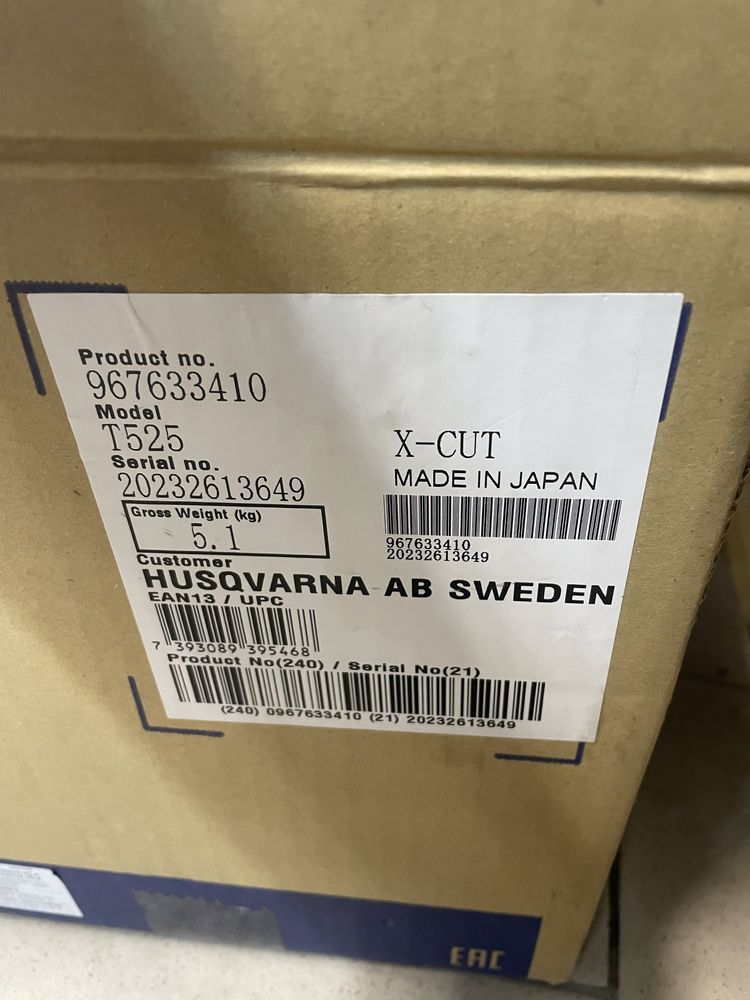 Product no.
967633410
Model
T525
X-CUT
Serial no.
MADE IN JAPAN
20232613649
Gross Weight (kg)
5.1
967633410
20232613649
Customer
HUSQVARNA AB SWEDEN
EAN13 / UPC
7 393089 395468
Product No(240) / Serial No(21)
(240) 0967633410 (21) 20232613649
EAC